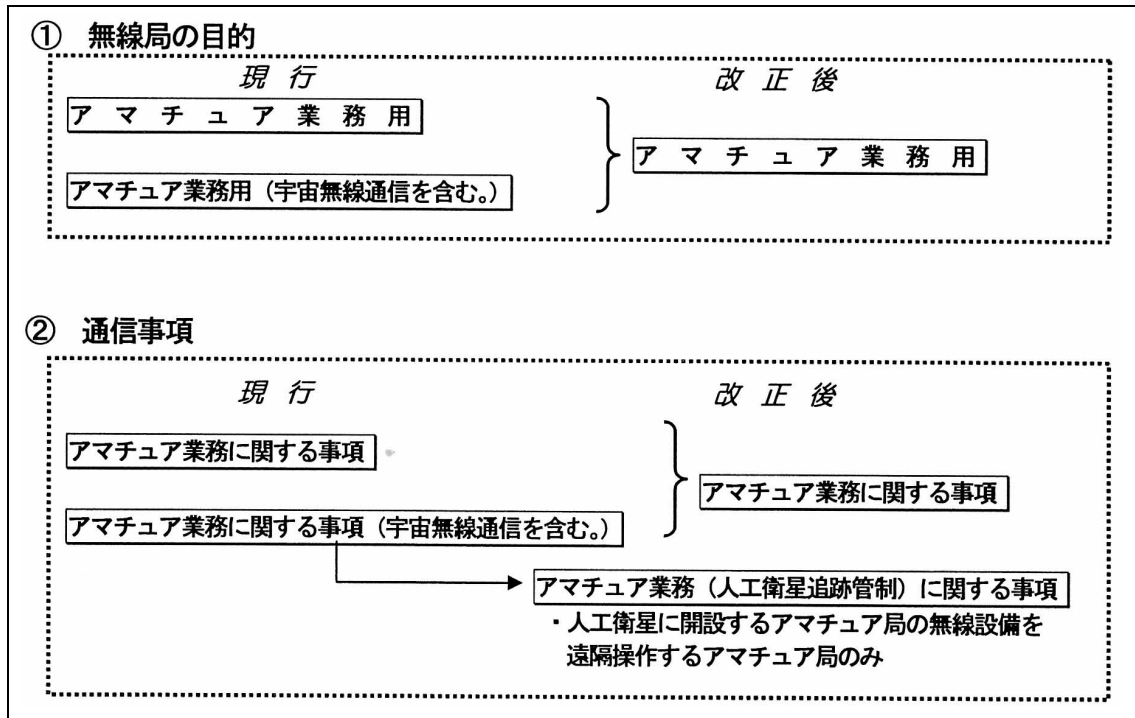 ① 無線局の目的
現 行
改 正 後
ア マ チ ュ ア 業 務 用
ア マ チ ュ ア 業 務 用
アマチュア業務用（宇宙無線通信を含む。）
② 通信事項
現 行
改 正 後
アマチュア業務に関する事項
アマチュア業務に関する事項
アマチュア業務に関する事項（宇宙無線通信を含む。）
アマチュア業務（人工衛星追跡管制）に関する事項
・人工衛星に開設するアマチュア局の無線設備を
遠隔操作するアマチュア局のみ